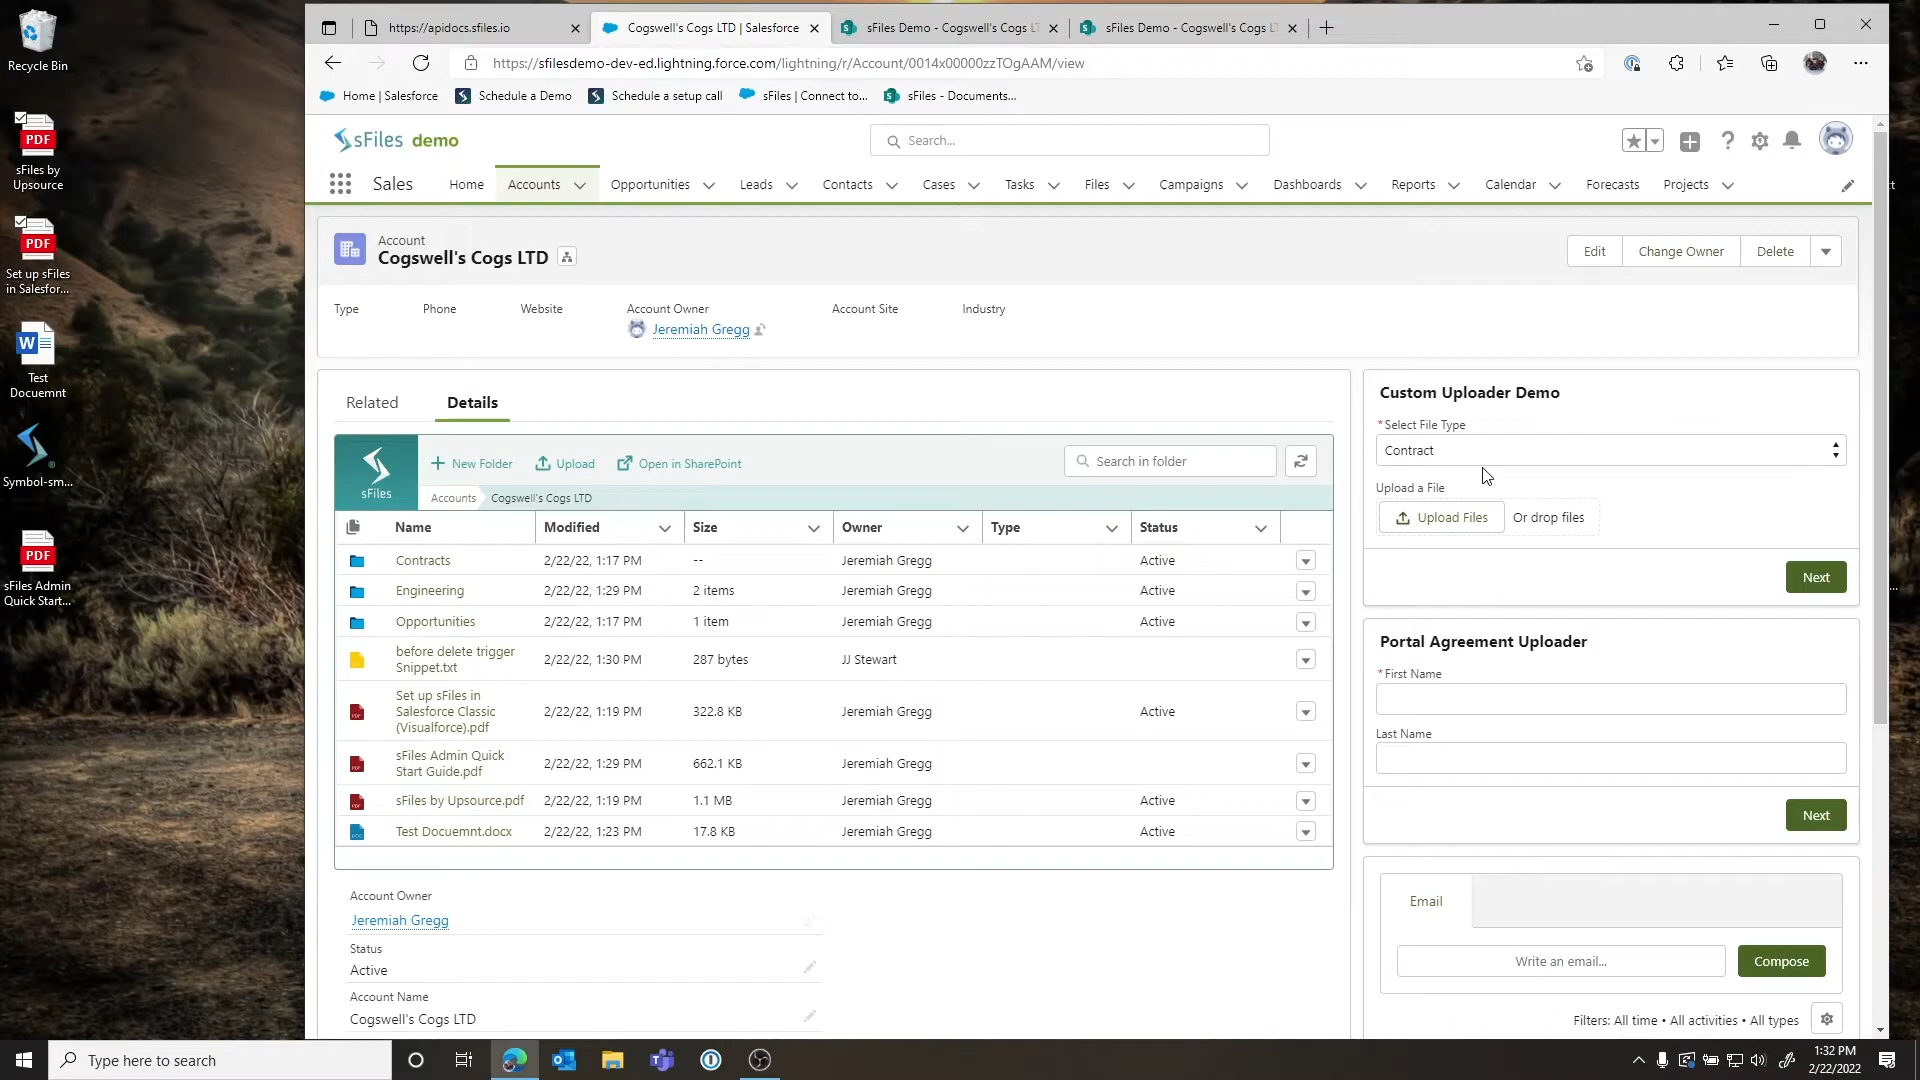 Recycle Bin
PDF
sFiles by
Upsource
PDF
Set up sFiles
in Salesfor...
W
Test
Docuemnt
Symbol-sm...
PDF
sFiles Admin
Quick Start...
https://apidocs.sfiles.io
Cogswell's Cogs LTD | Salesforce
sFiles Demo - Cogswell's Cogs LT
sFiles Demo - Cogswell's Cogs LT
https://sfilesdemo-dev-ed.lightning.force.com/lightning/r/Account/0014x00000zzTOgAAM/view
Home | Salesforce
Schedule a Demo
Schedule a setup call
sFiles | Connect to...
sFiles - Documents...
sFiles demo
Search...
Sales
Home
Accounts
Opportunities
Leads
Contacts
Cases
Tasks
Files
Campaigns
Dashboards
Reports
Calendar
Forecasts
Projects
Account
Cogswell's Cogs LTD
Edit
Change Owner
Delete
Type
Phone
Website
Account Owner
Account Site
Industry
Jeremiah Gregg
Related
Details
sFiles
New Folder
Upload
Open in SharePoint
Search in folder
Accounts
Cogswell's Cogs LTD
Name Modified Size Owner Type Status
Contracts 2/22/22, 1:17 PM -- Jeremiah Gregg Active
Engineering 2/22/22, 1:29 PM 2 items Jeremiah Gregg Active
Opportunities 2/22/22, 1:17 PM 1 item Jeremiah Gregg Active
before delete trigger
Snippet.txt
2/22/22, 1:30 PM 287 bytes JJ Stewart
Set up sFiles in
Salesforce Classic
(Visualforce).pdf
2/22/22, 1:19 PM 322.8 KB Jeremiah Gregg Active
sFiles Admin Quick
Start Guide.pdf
2/22/22, 1:29 PM 662.1 KB Jeremiah Gregg
sFiles by Upsource.pdf 2/22/22, 1:19 PM 1.1 MB Jeremiah Gregg Active
Test Docuemnt.docx 2/22/22, 1:23 PM 17.8 KB Jeremiah Gregg Active
Account Owner
Jeremiah Gregg
Status
Active
Account Name
Cogswell's Cogs LTD
Custom Uploader Demo
*Select File Type
Contract
Upload a File
Upload Files
Or drop files
Next
Portal Agreement Uploader
*First Name
Last Name
Next
Email
Write an email...
Compose
Filters: All time • All activities • All types
Type here to search
1:32 PM
2/22/2022